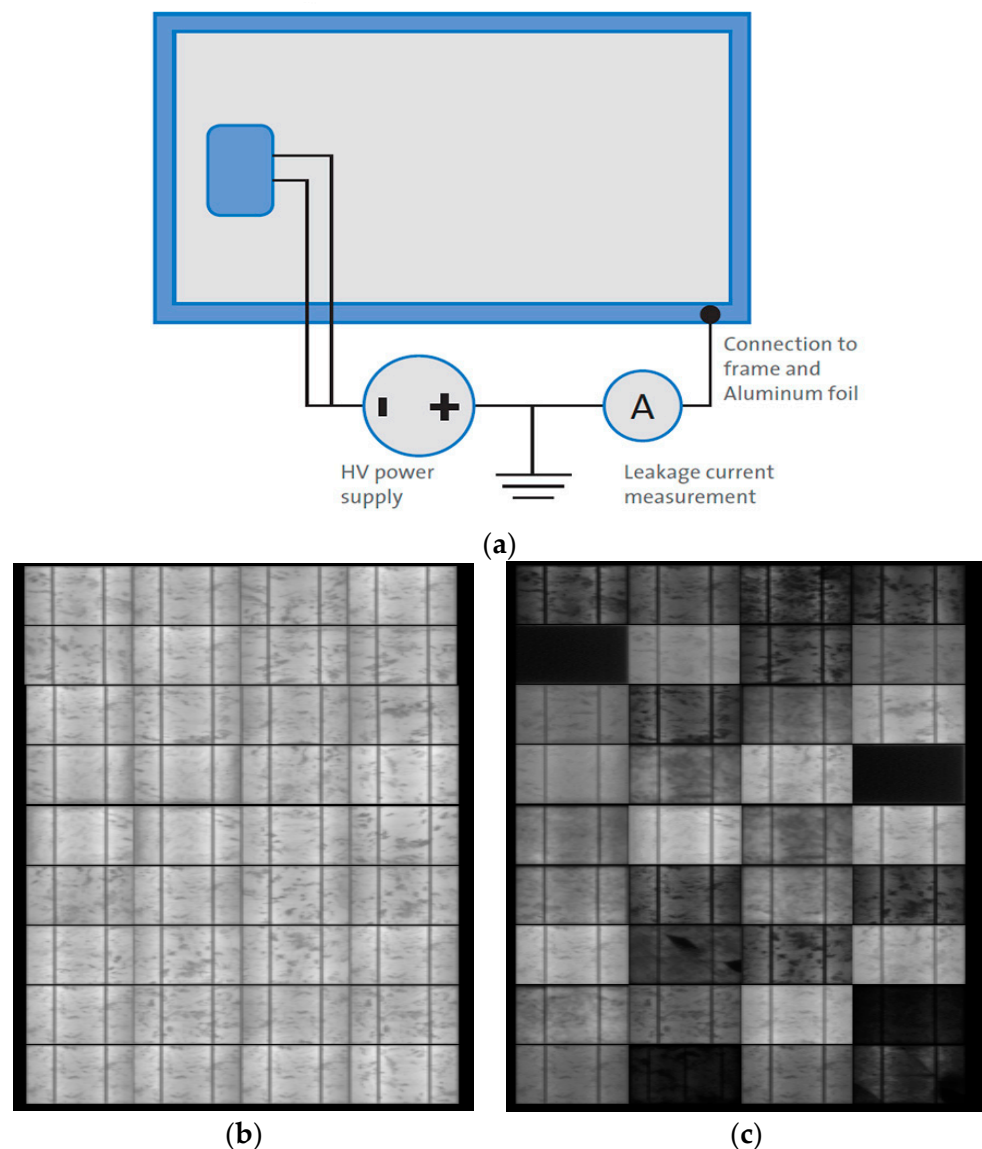 Connection to
frame and
Aluminum foil
- +
A
HV power
supply
Leakage current
measurement
(a)
(b)
(c)